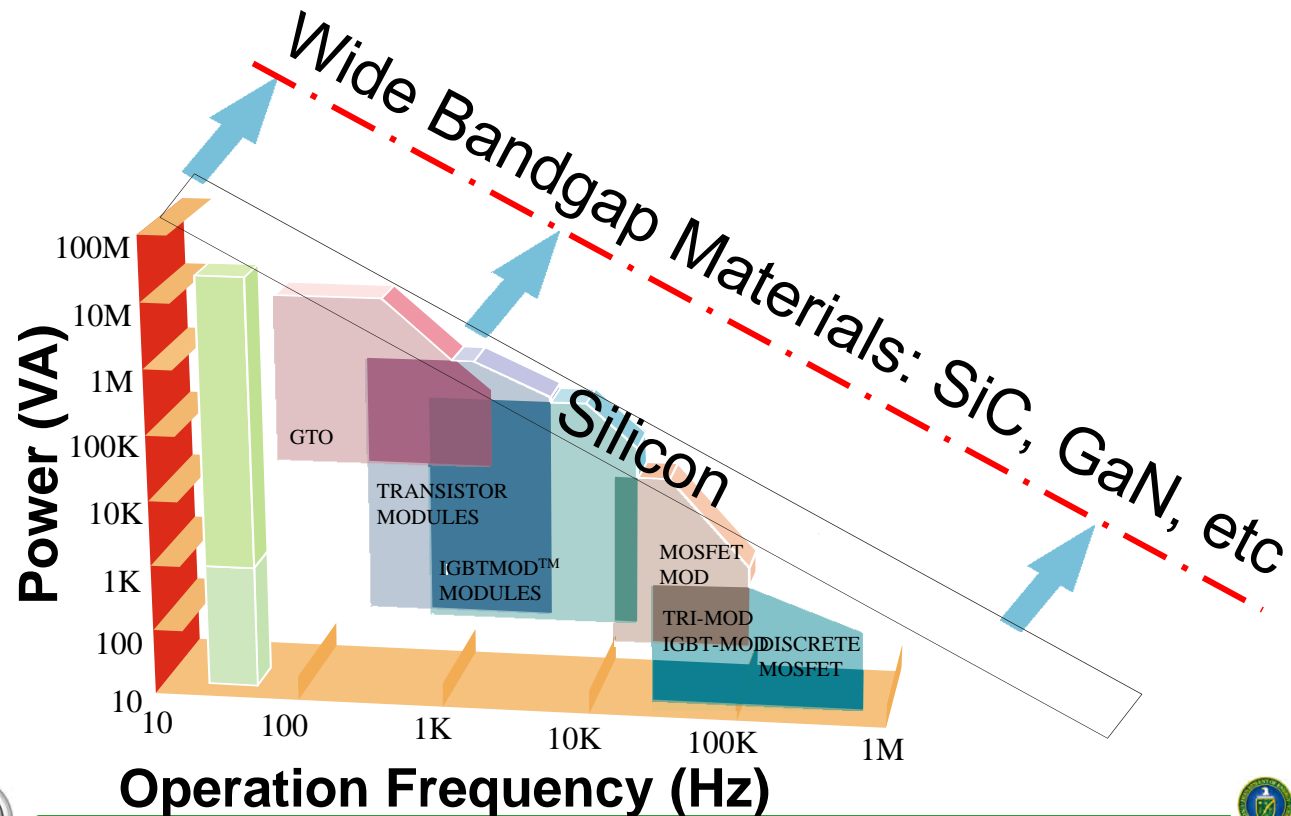 Wide Bandgap Materials: SiC, GaN, etc
Silicon
Power (VA)
100M
10M
1M
100K
10K
1K
100
10
GTO
TRANSISTOR
MODULES
IGBTMOD™
MODULES
MOSFET
MOD
TRI-MOD
IGBT-MOD
DISCRETE
MOSFET
10
100
1K
10K
100K
1M
Operation Frequency (Hz)